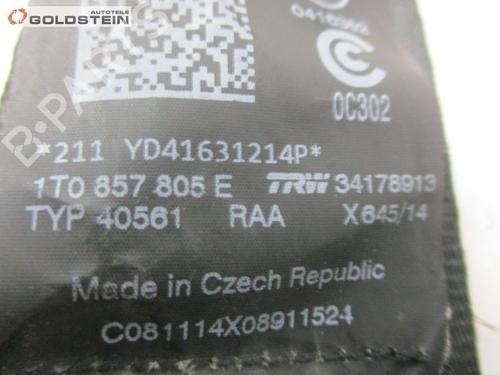 AUTOTEILE
GOLDSTEIN
B-PARTS
0C302
*211 YD41631214P*
1T0 857 805 E TRW 34178913
TYP 40561 RAA X645/14
Made in Czech Republic
C081114X08911524